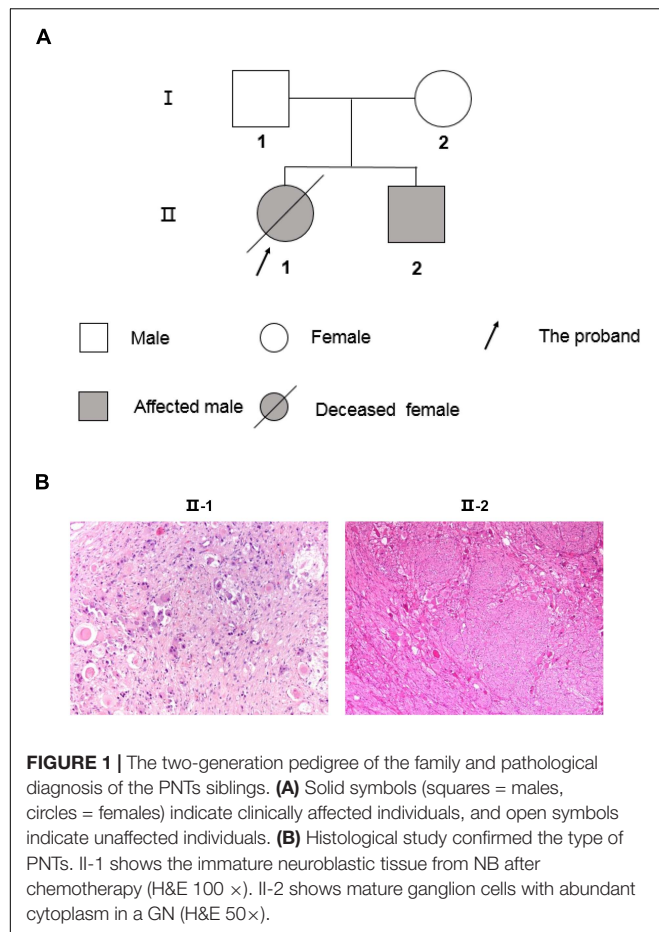 A
I
1 2
II
1 2
Male Female The proband
Affected male Deceased female
B
II-1 II-2
FIGURE 1 | The two-generation pedigree of the family and pathological
diagnosis of the PNTs siblings. (A) Solid symbols (squares = males,
circles = females) indicate clinically affected individuals, and open symbols
indicate unaffected individuals. (B) Histological study confirmed the type of
PNTs. II-1 shows the immature neuroblastic tissue from NB after
chemotherapy (H&E 100 ×). II-2 shows mature ganglion cells with abundant
cytoplasm in a GN (H&E 50×).